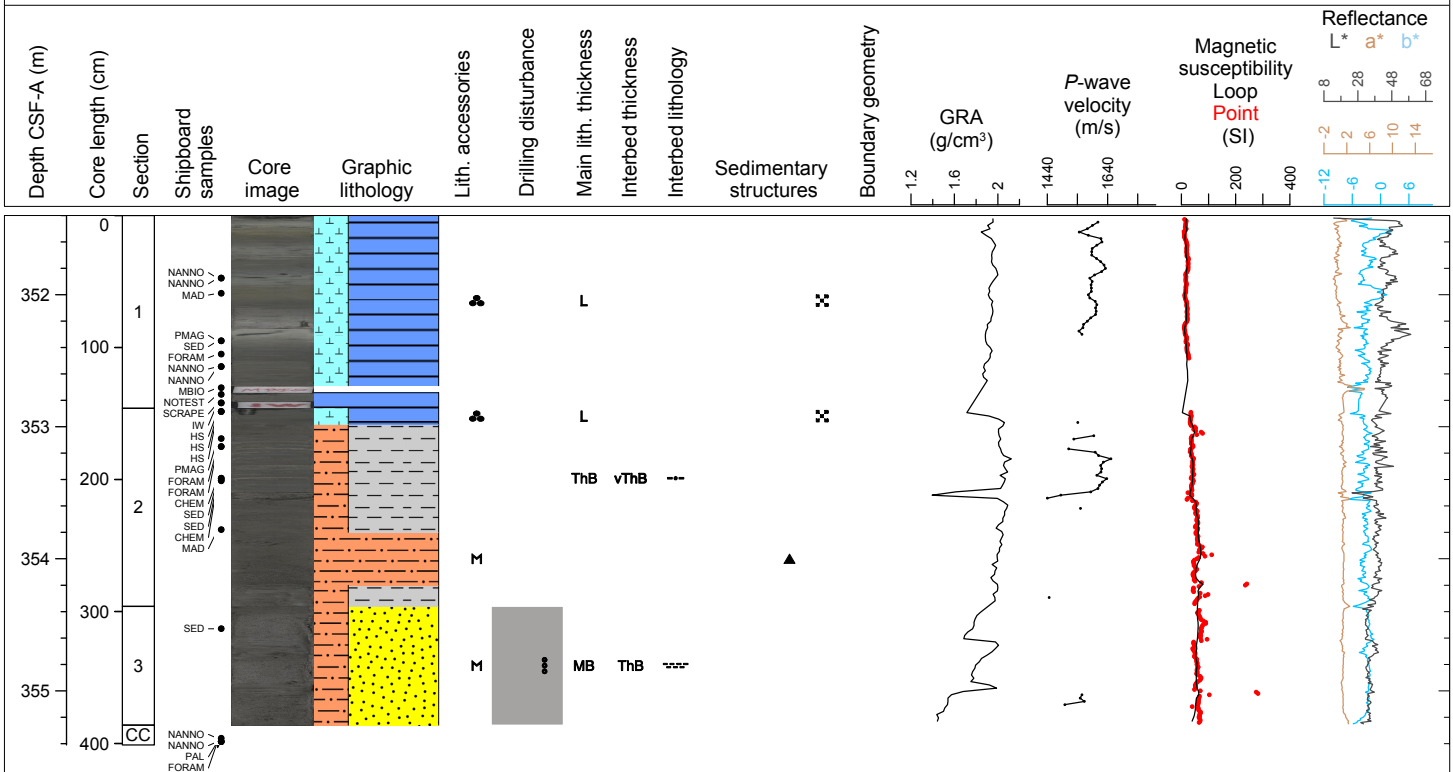 Depth CSF-A (m)
Core length (cm)
Section
Shipboard
samples
Core
image
Graphic
lithology
Lith. accessories
Drilling disturbance
Main lith. thickness
Interbed thickness
Interbed lithology
Sedimentary
structures
Boundary geometry
GRA
(g/cm³)
1.2
1.6
2
P-wave
velocity
(m/s)
1440
1640
Magnetic
susceptibility
Loop
Point
(SI)
0
200
400
Reflectance
L* a* b*
8
28
48
68
-2
2
6
10
14
-12
-6
0
6
352
353
354
355
0
100
200
300
400
1
2
3
CC
NANNO
NANNO
MAD
PMAG
SED
FORAM
NANNO
NANNO
MBIO
NOTEST
SCRAPE
IW
HS
HS
HS
PMAG
FORAM
FORAM
CHEM
SED
SED
CHEM
MAD
SED
NANNO
NANNO
PAL
FORAM
L
L
ThB vThB
M
M MB ThB